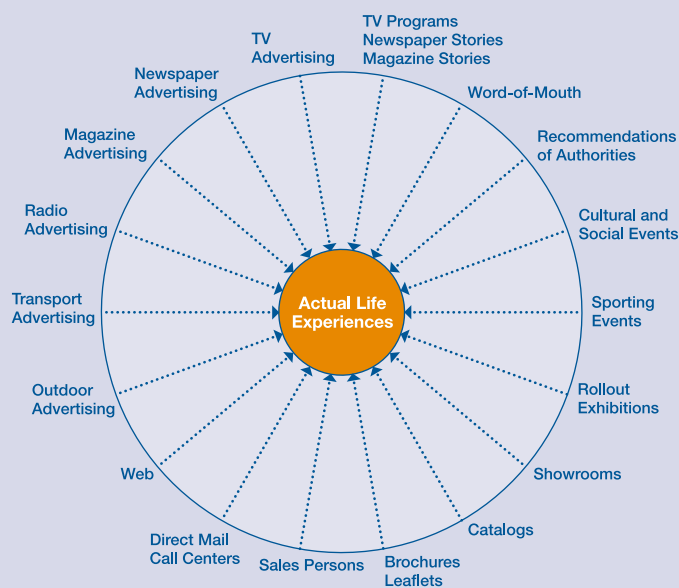 TV Programs
Newspaper Stories
Magazine Stories
Word-of-Mouth
Recommendations
of Authorities
Cultural and
Social Events
Sporting
Events
Rollout
Exhibitions
Showrooms
Catalogs
Brochures
Leaflets
Sales Persons
Direct Mail
Call Centers
Web
Outdoor
Advertising
Transport
Advertising
Radio
Advertising
Magazine
Advertising
Newspaper
Advertising
TV
Advertising
Actual Life
Experiences